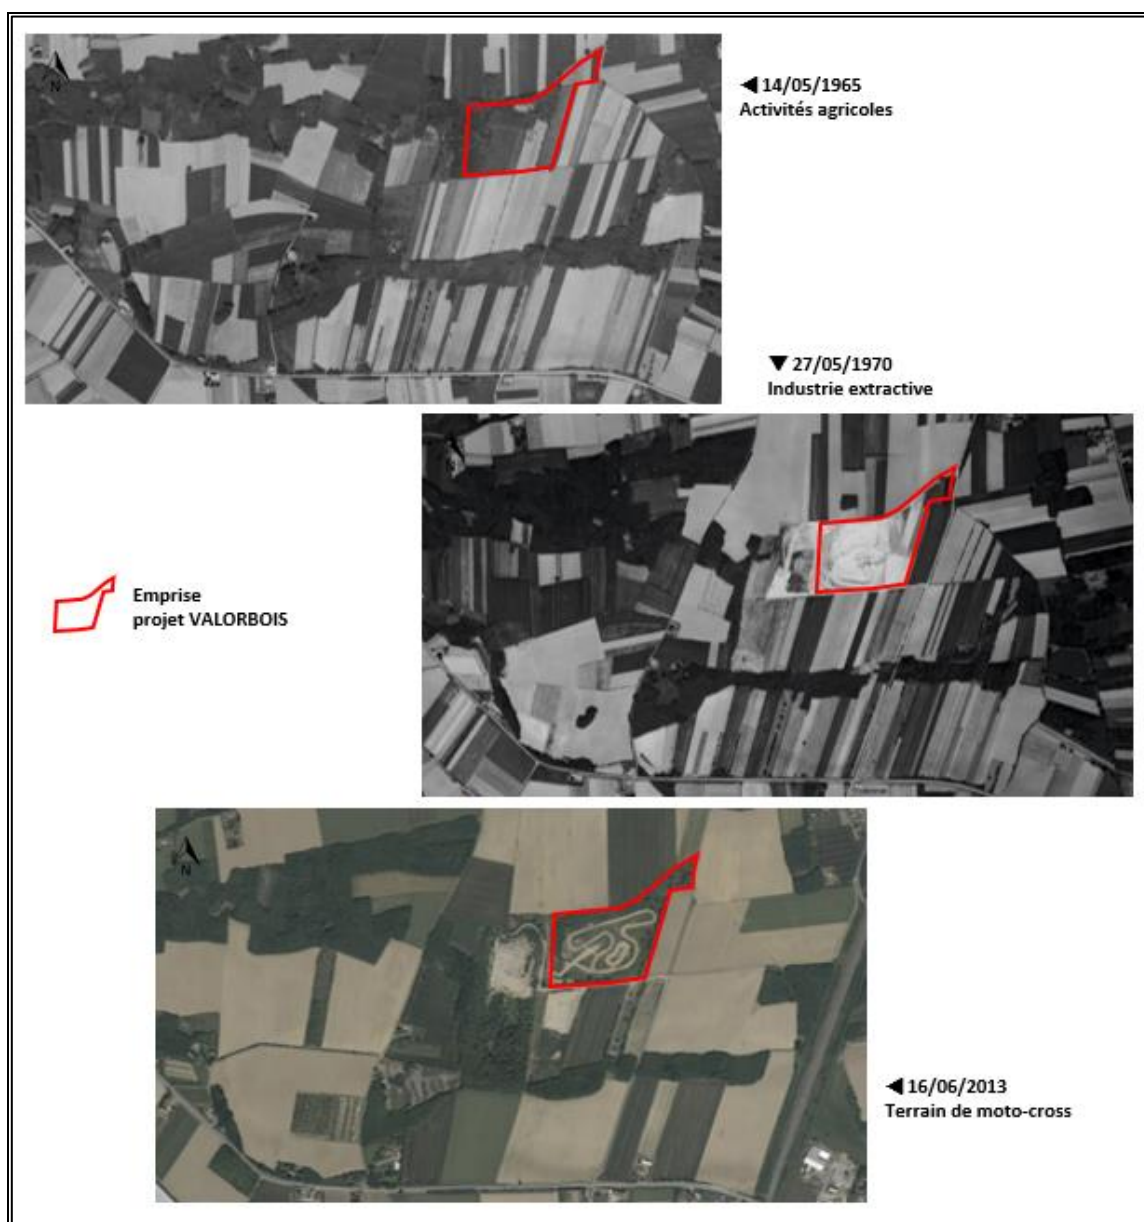 N
◀ 14/05/1965
Activités agricoles
▼ 27/05/1970
Industrie extractive
Emprise
projet VALORBOIS
N
◀ 16/06/2013
Terrain de moto-cross